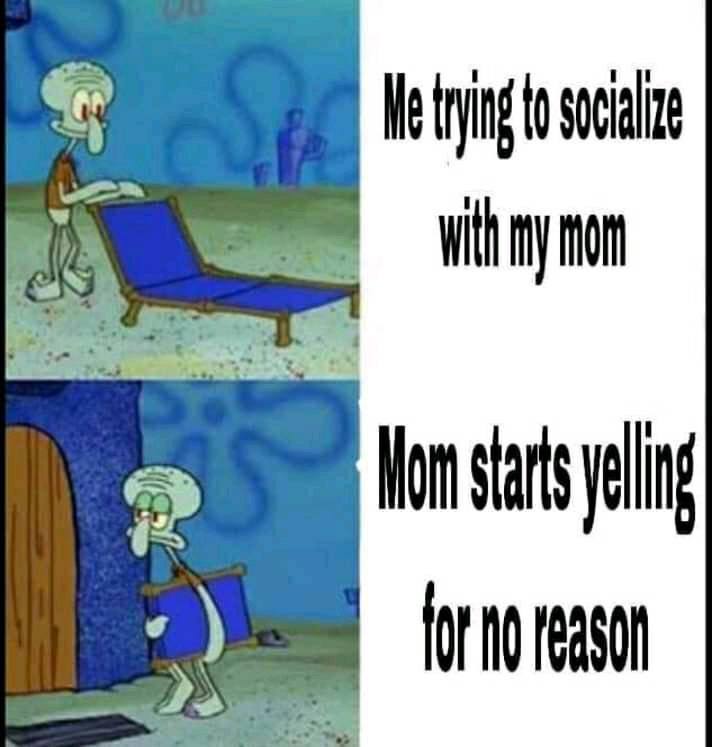 Me trying to socialize
with my mom
Mom starts yelling
for no reason